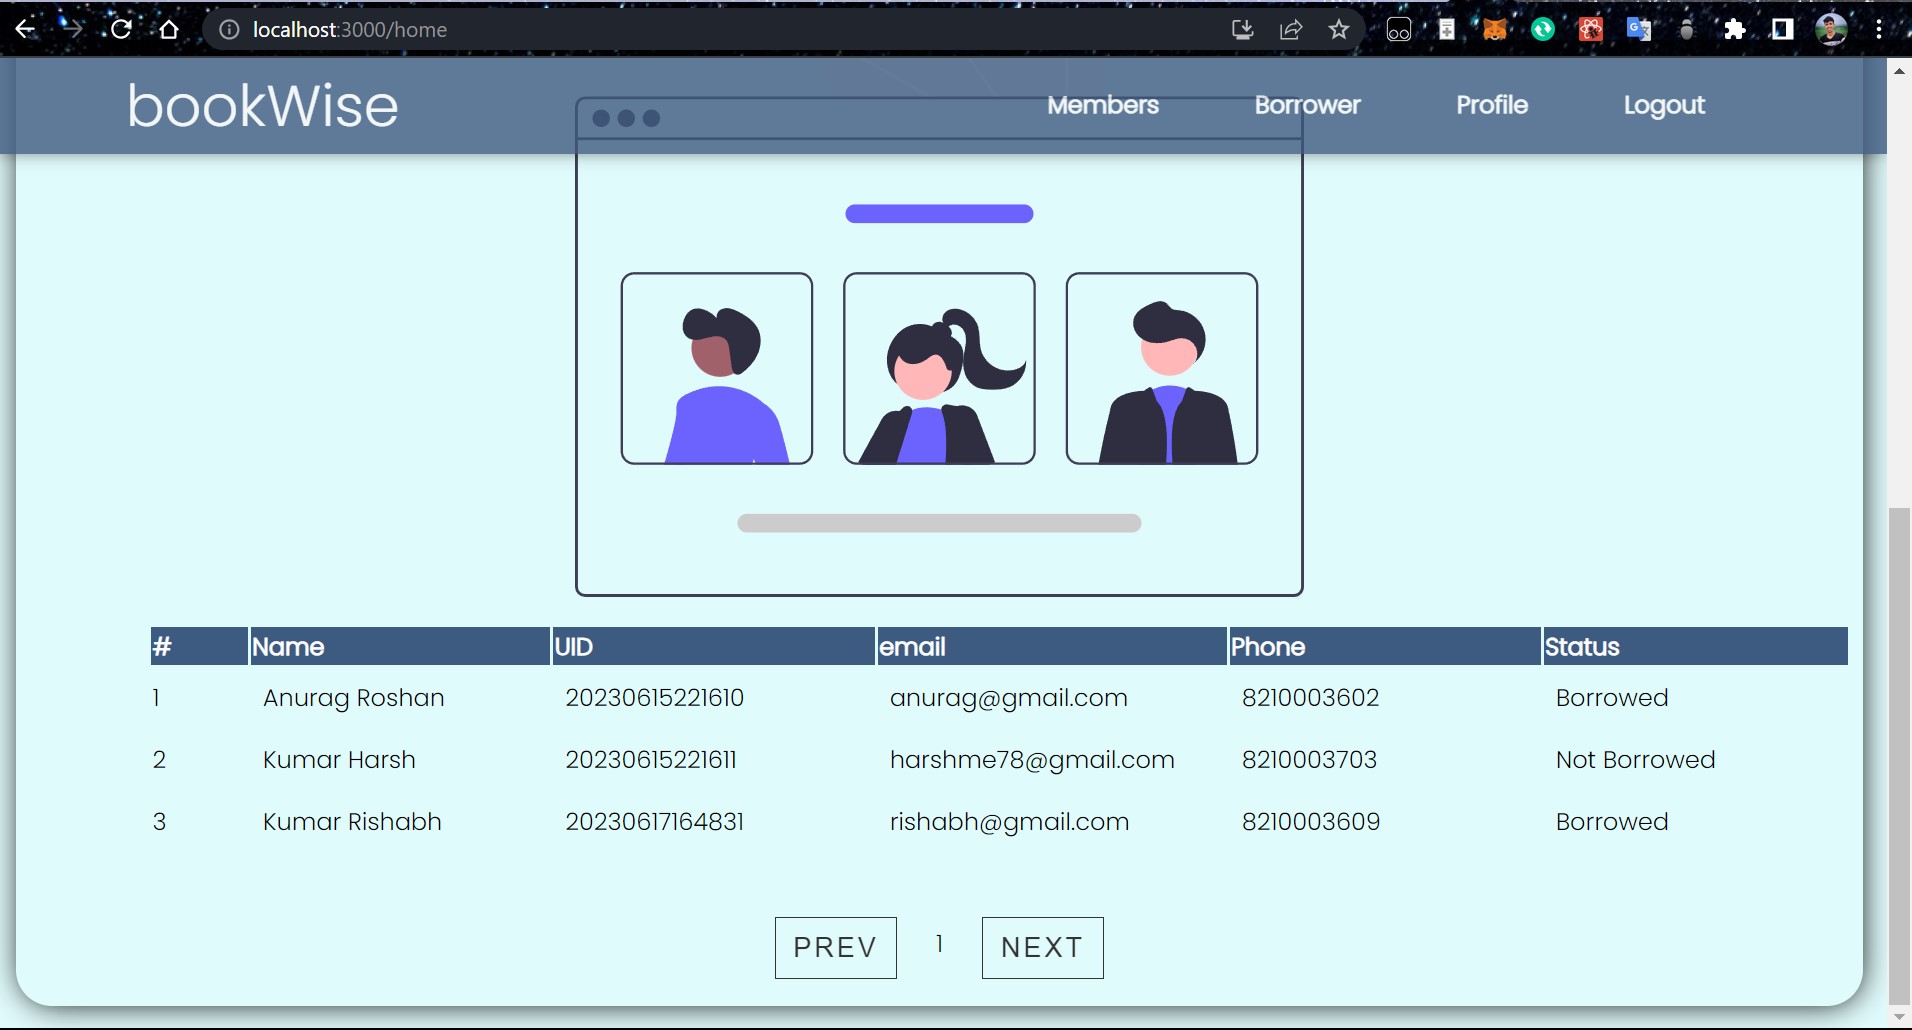 localhost:3000/home
bookWise Members Borrower Profile Logout
# Name UID email Phone Status
1 Anurag Roshan 20230615221610 anurag@gmail.com 8210003602 Borrowed
2 Kumar Harsh 20230615221611 harshme78@gmail.com 8210003703 Not Borrowed
3 Kumar Rishabh 20230617164831 rishabh@gmail.com 8210003609 Borrowed
PREV 1 NEXT